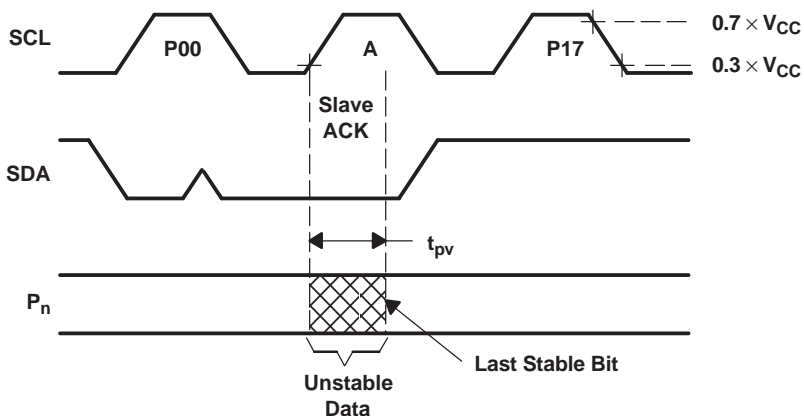 SCL
P00
A
P17
0.7 × VCC
0.3 × VCC
Slave
ACK
SDA
tpv
Pn
Last Stable Bit
Unstable
Data